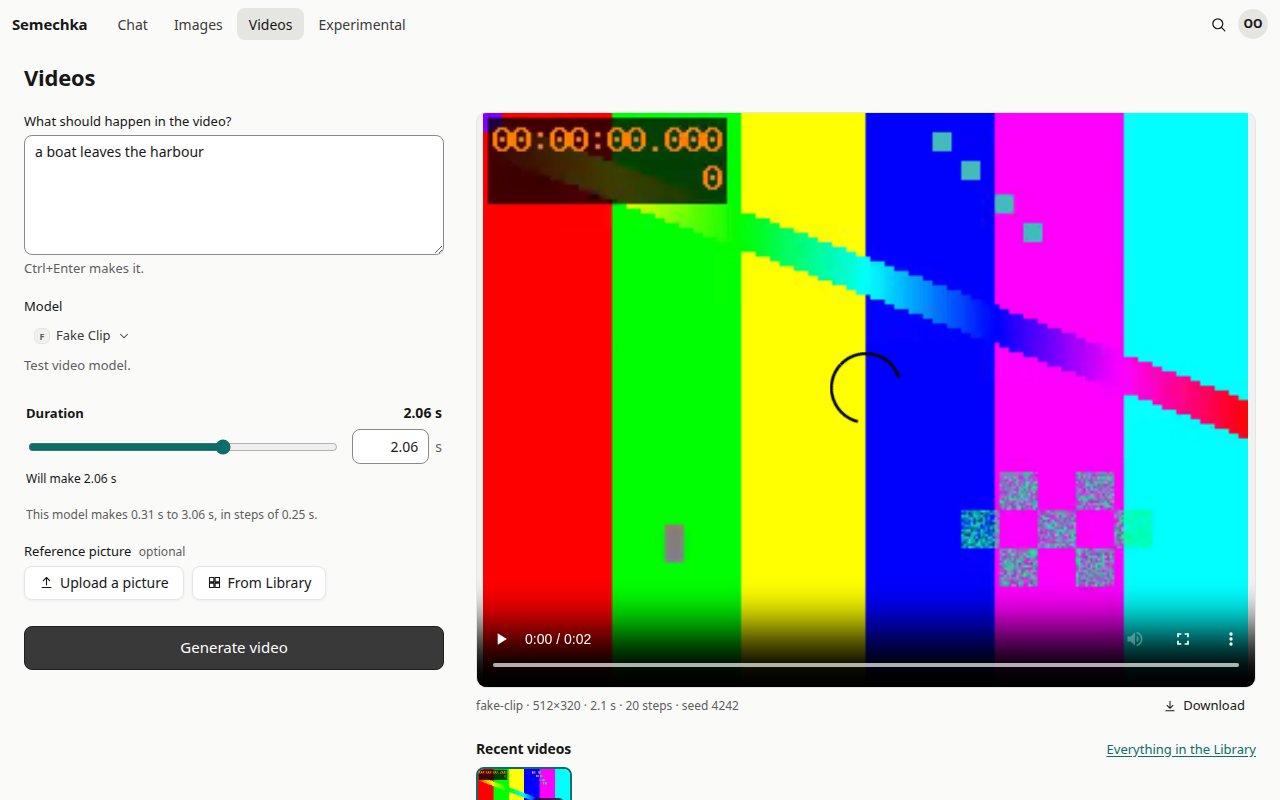 Semechka Chat Images Videos Experimental OO
Videos
What should happen in the video?
a boat leaves the harbour
Ctrl+Enter makes it.
Model
F Fake Clip
Test video model.
Duration 2.06 s
2.06 s
Will make 2.06 s
This model makes 0.31 s to 3.06 s, in steps of 0.25 s.
Reference picture optional
Upload a picture From Library
Generate video
00:00:00.000
0
0:00 / 0:02
fake-clip · 512×320 · 2.1 s · 20 steps · seed 4242 Download
Recent videos Everything in the Library